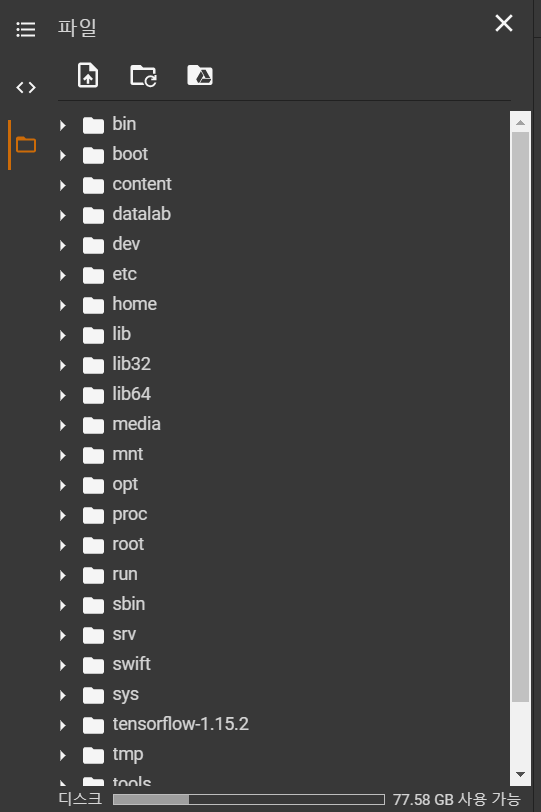 파일
bin
boot
content
datalab
dev
etc
home
lib
lib32
lib64
media
mnt
opt
proc
root
run
sbin
srv
swift
sys
tensorflow-1.15.2
tmp
tools
디스크 77.58 GB 사용 가능